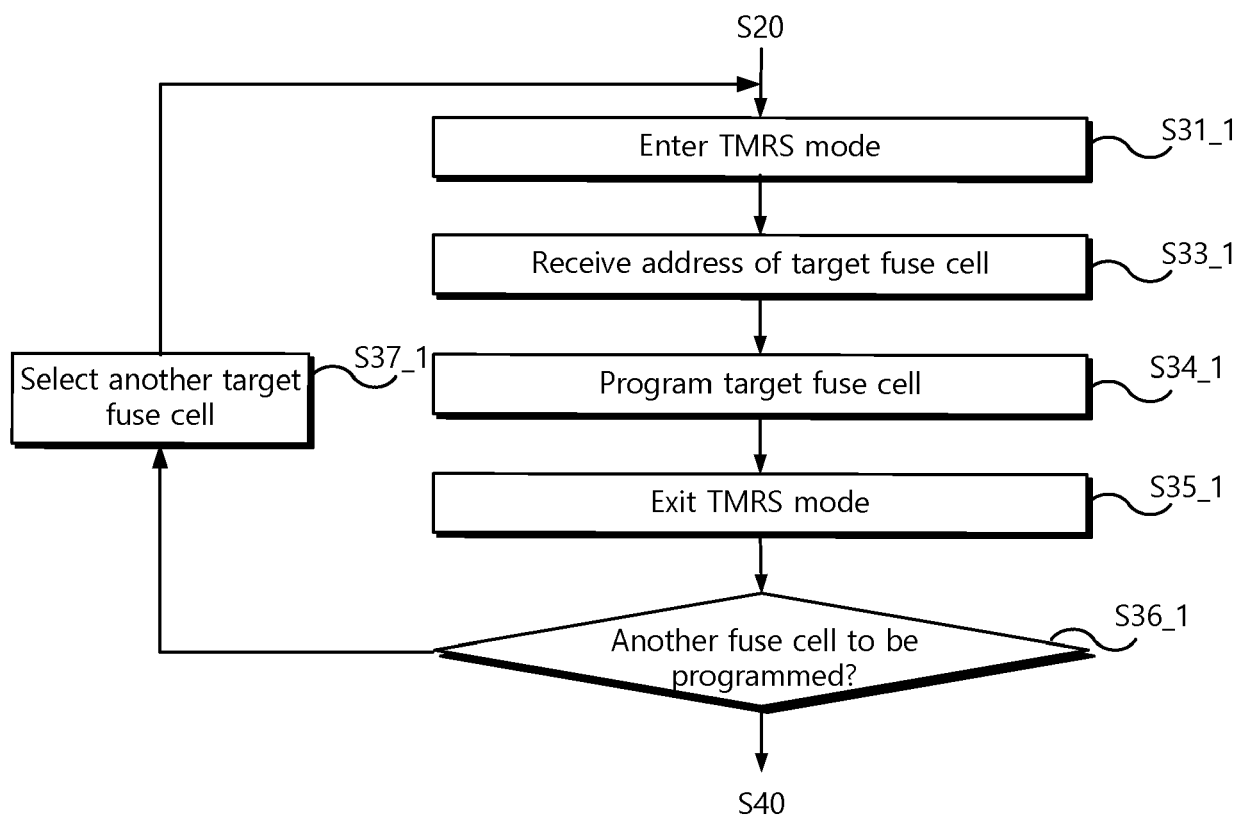 S20
Enter TMRS mode
S31_1
Receive address of target fuse cell
S33_1
Select another target
fuse cell
S37_1
Program target fuse cell
S34_1
Exit TMRS mode
S35_1
Another fuse cell to be
programmed?
S36_1
S40